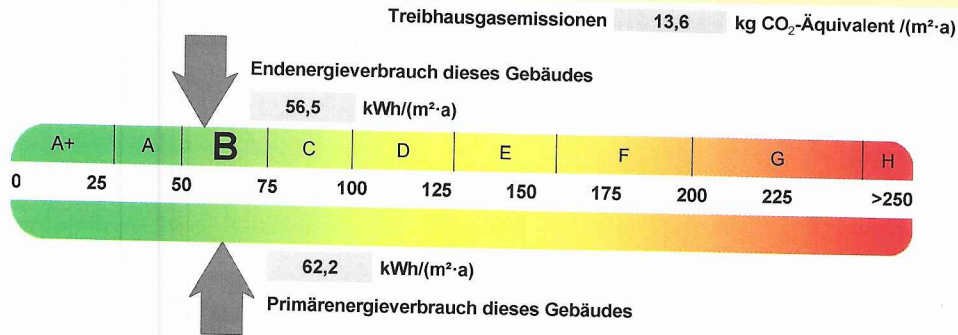 Treibhausgasemissionen 13,6 kg CO₂-Äquivalent /(m²·a)
Endenergieverbrauch dieses Gebäudes
56,5 kWh/(m²·a)
A+ A B C D E F G H
0 25 50 75 100 125 150 175 200 225 >250
62,2 kWh/(m²·a)
Primärenergieverbrauch dieses Gebäudes